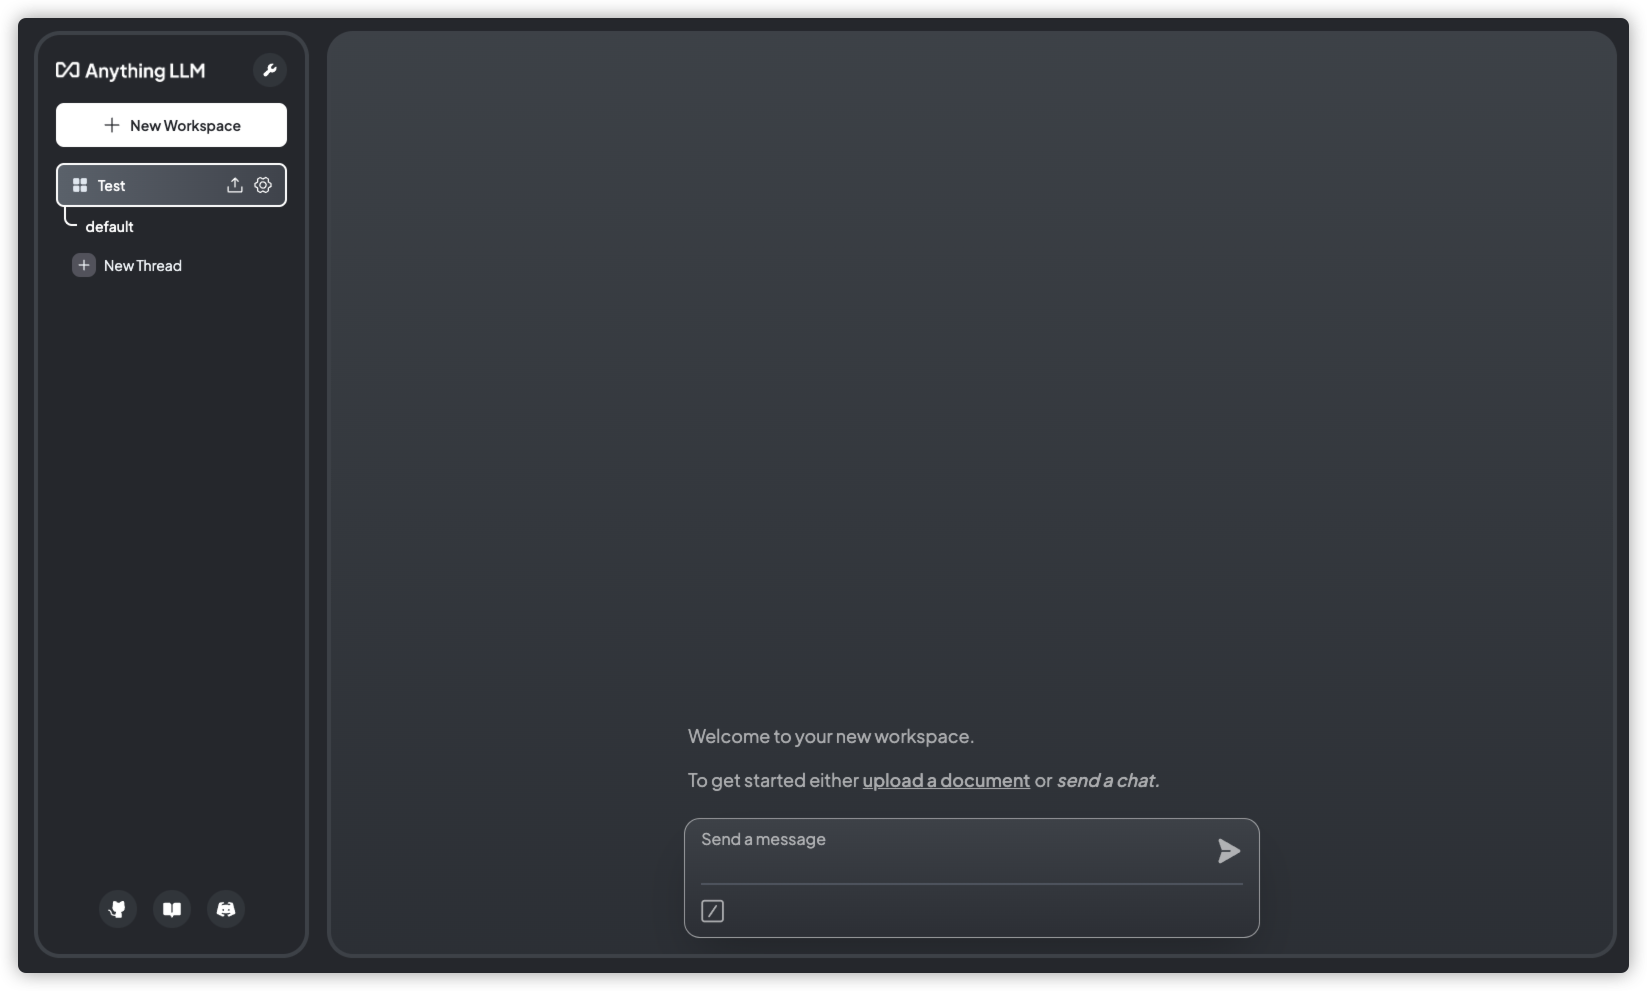 Anything LLM
New Workspace
Test
default
New Thread
Welcome to your new workspace.
To get started either upload a document or send a chat.
Send a message